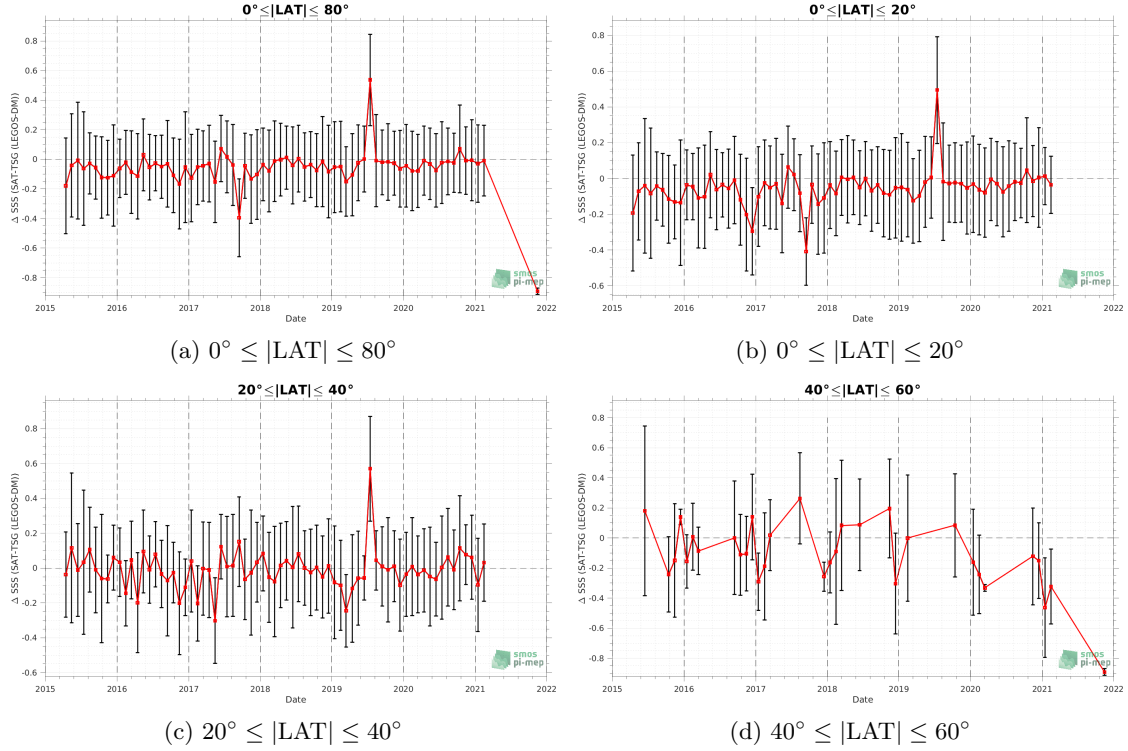 0°≤|LAT|≤ 80°
Δ SSS (SAT-TSG (LEGOS-DM))
0.8
0.6
0.4
0.2
0
-0.2
-0.4
-0.6
-0.8
2015 2016 2017 2018 2019 2020 2021 2022
Date
smos
pi-mep
(a) 0° ≤ |LAT| ≤ 80°
0°≤|LAT|≤ 20°
Δ SSS (SAT-TSG (LEGOS-DM))
0.8
0.6
0.4
0.2
0
-0.2
-0.4
-0.6
2015 2016 2017 2018 2019 2020 2021 2022
Date
smos
pi-mep
(b) 0° ≤ |LAT| ≤ 20°
20°≤|LAT|≤ 40°
Δ SSS (SAT-TSG (LEGOS-DM))
0.8
0.6
0.4
0.2
0
-0.2
-0.4
-0.6
2015 2016 2017 2018 2019 2020 2021 2022
Date
smos
pi-mep
(c) 20° ≤ |LAT| ≤ 40°
40°≤|LAT|≤ 60°
Δ SSS (SAT-TSG (LEGOS-DM))
0.8
0.6
0.4
0.2
0
-0.2
-0.4
-0.6
-0.8
2015 2016 2017 2018 2019 2020 2021 2022
Date
smos
pi-mep
(d) 40° ≤ |LAT| ≤ 60°